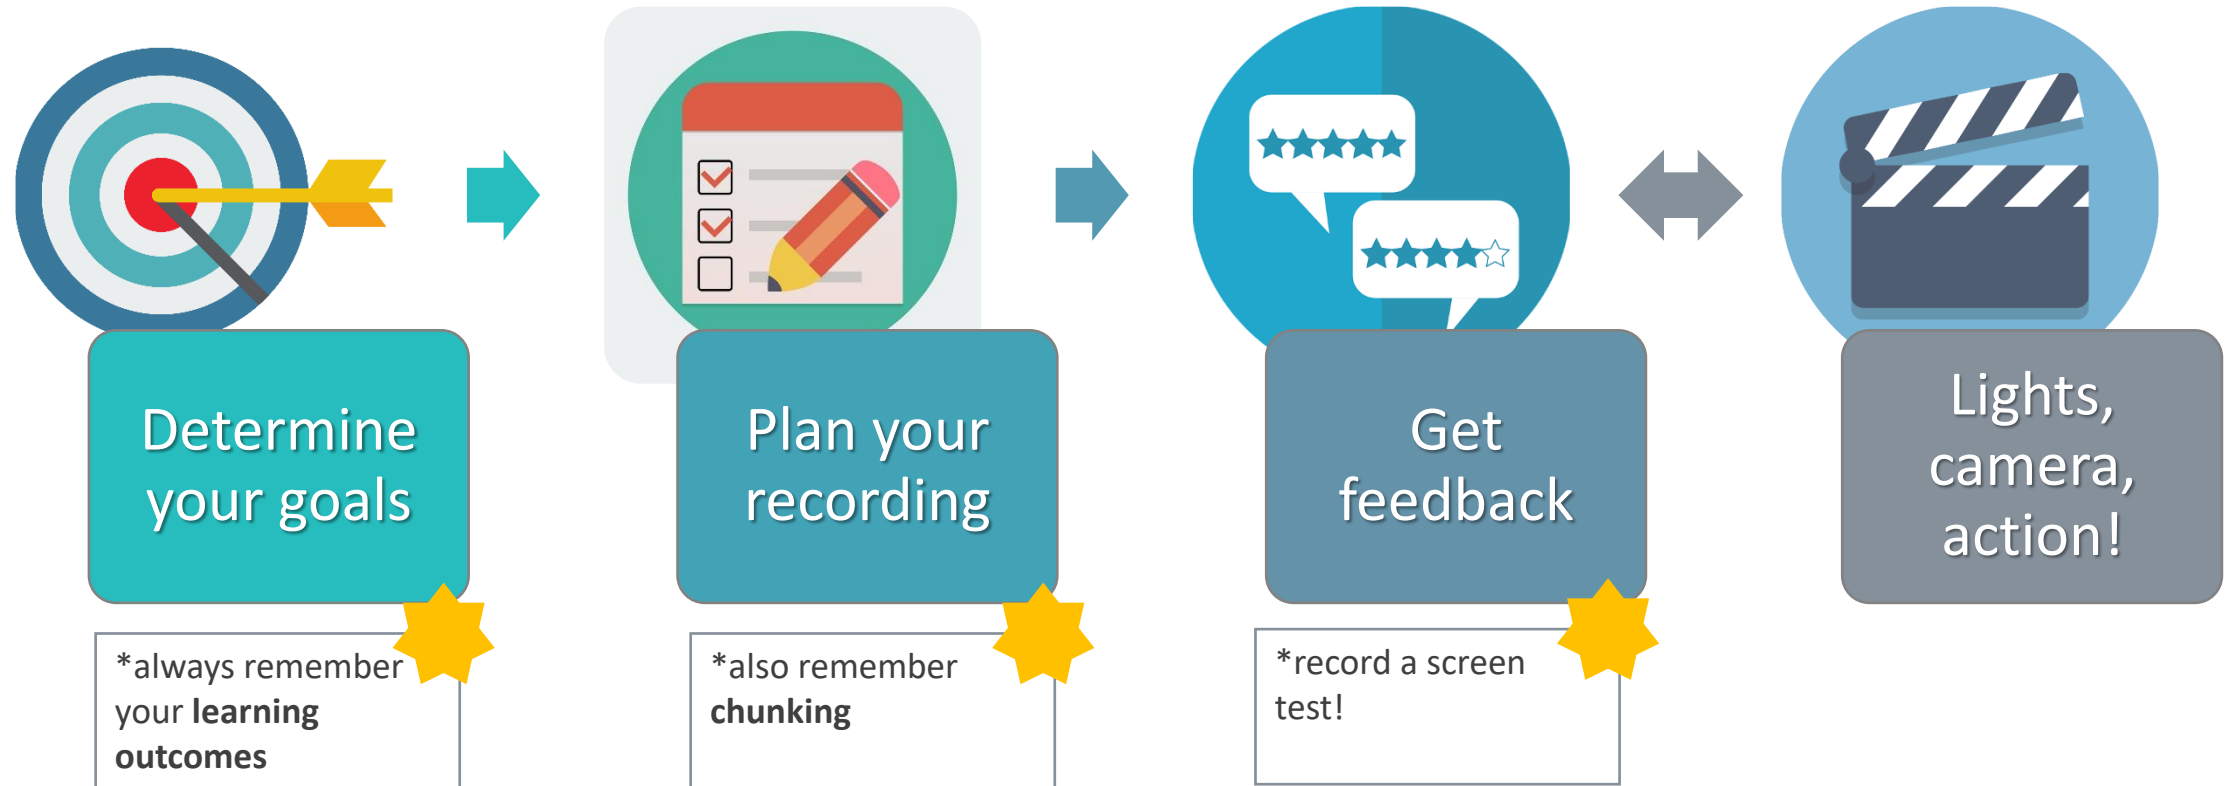 Determine
your goals
Plan your
recording
Get
feedback
Lights,
camera,
action!
*always remember
your learning
outcomes
*also remember
chunking
*record a screen
test!